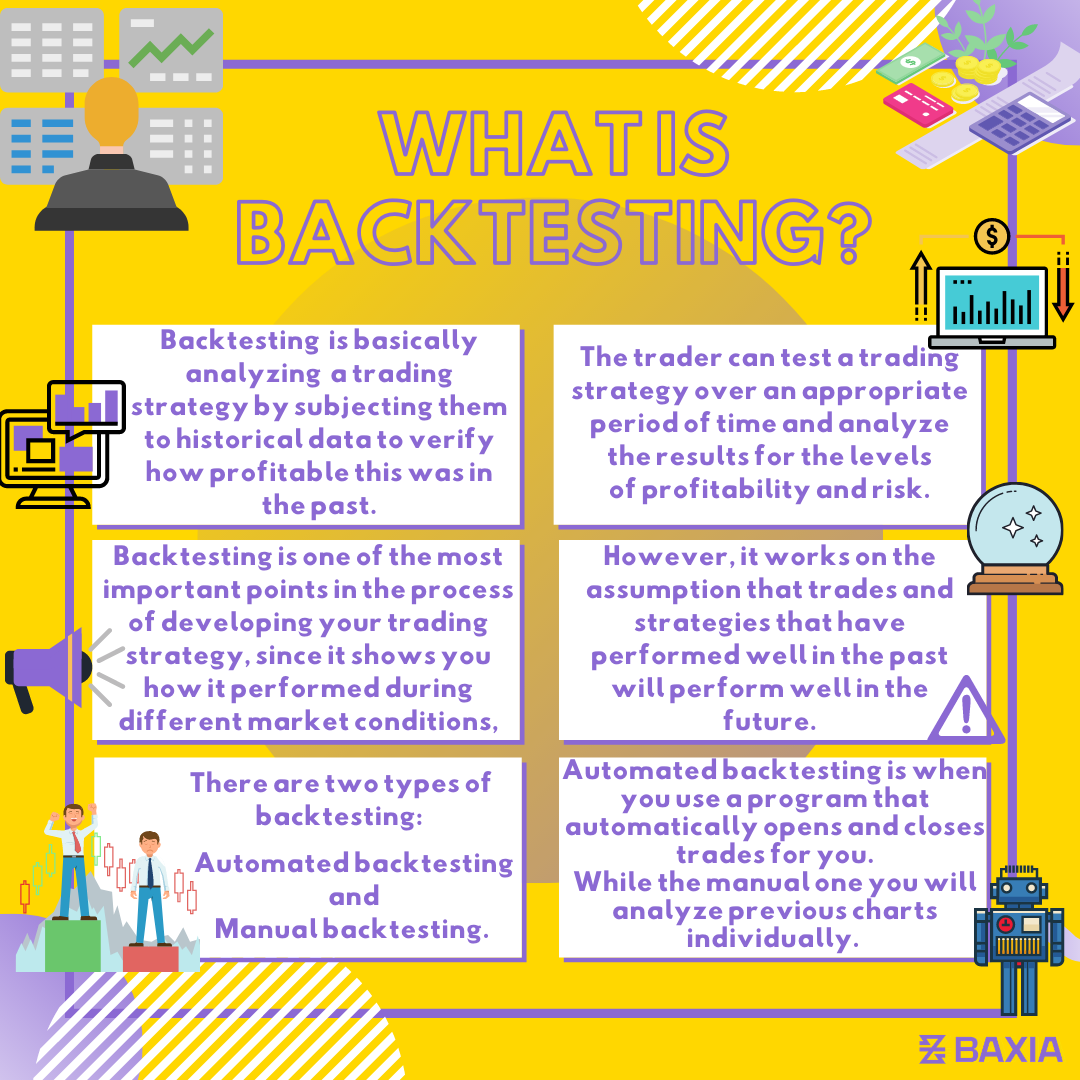 WHAT IS
BACKTESTING?
Backtesting is basically
analyzing a trading
strategy by subjecting them
to historical data to verify
how profitable this was in
the past.
The trader can test a trading
strategy over an appropriate
period of time and analyze
the results for the levels
of profitability and risk.
Backtesting is one of the most
important points in the process
of developing your trading
strategy, since it shows you
how it performed during
different market conditions,
However, it works on the
assumption that trades and
strategies that have
performed well in the past
will perform well in the
future.
There are two types of
backtesting:
Automated backtesting
and
Manual backtesting.
Automated backtesting is when
you use a program that
automatically opens and closes
trades for you.
While the manual one you will
analyze previous charts
individually.
BAXIA